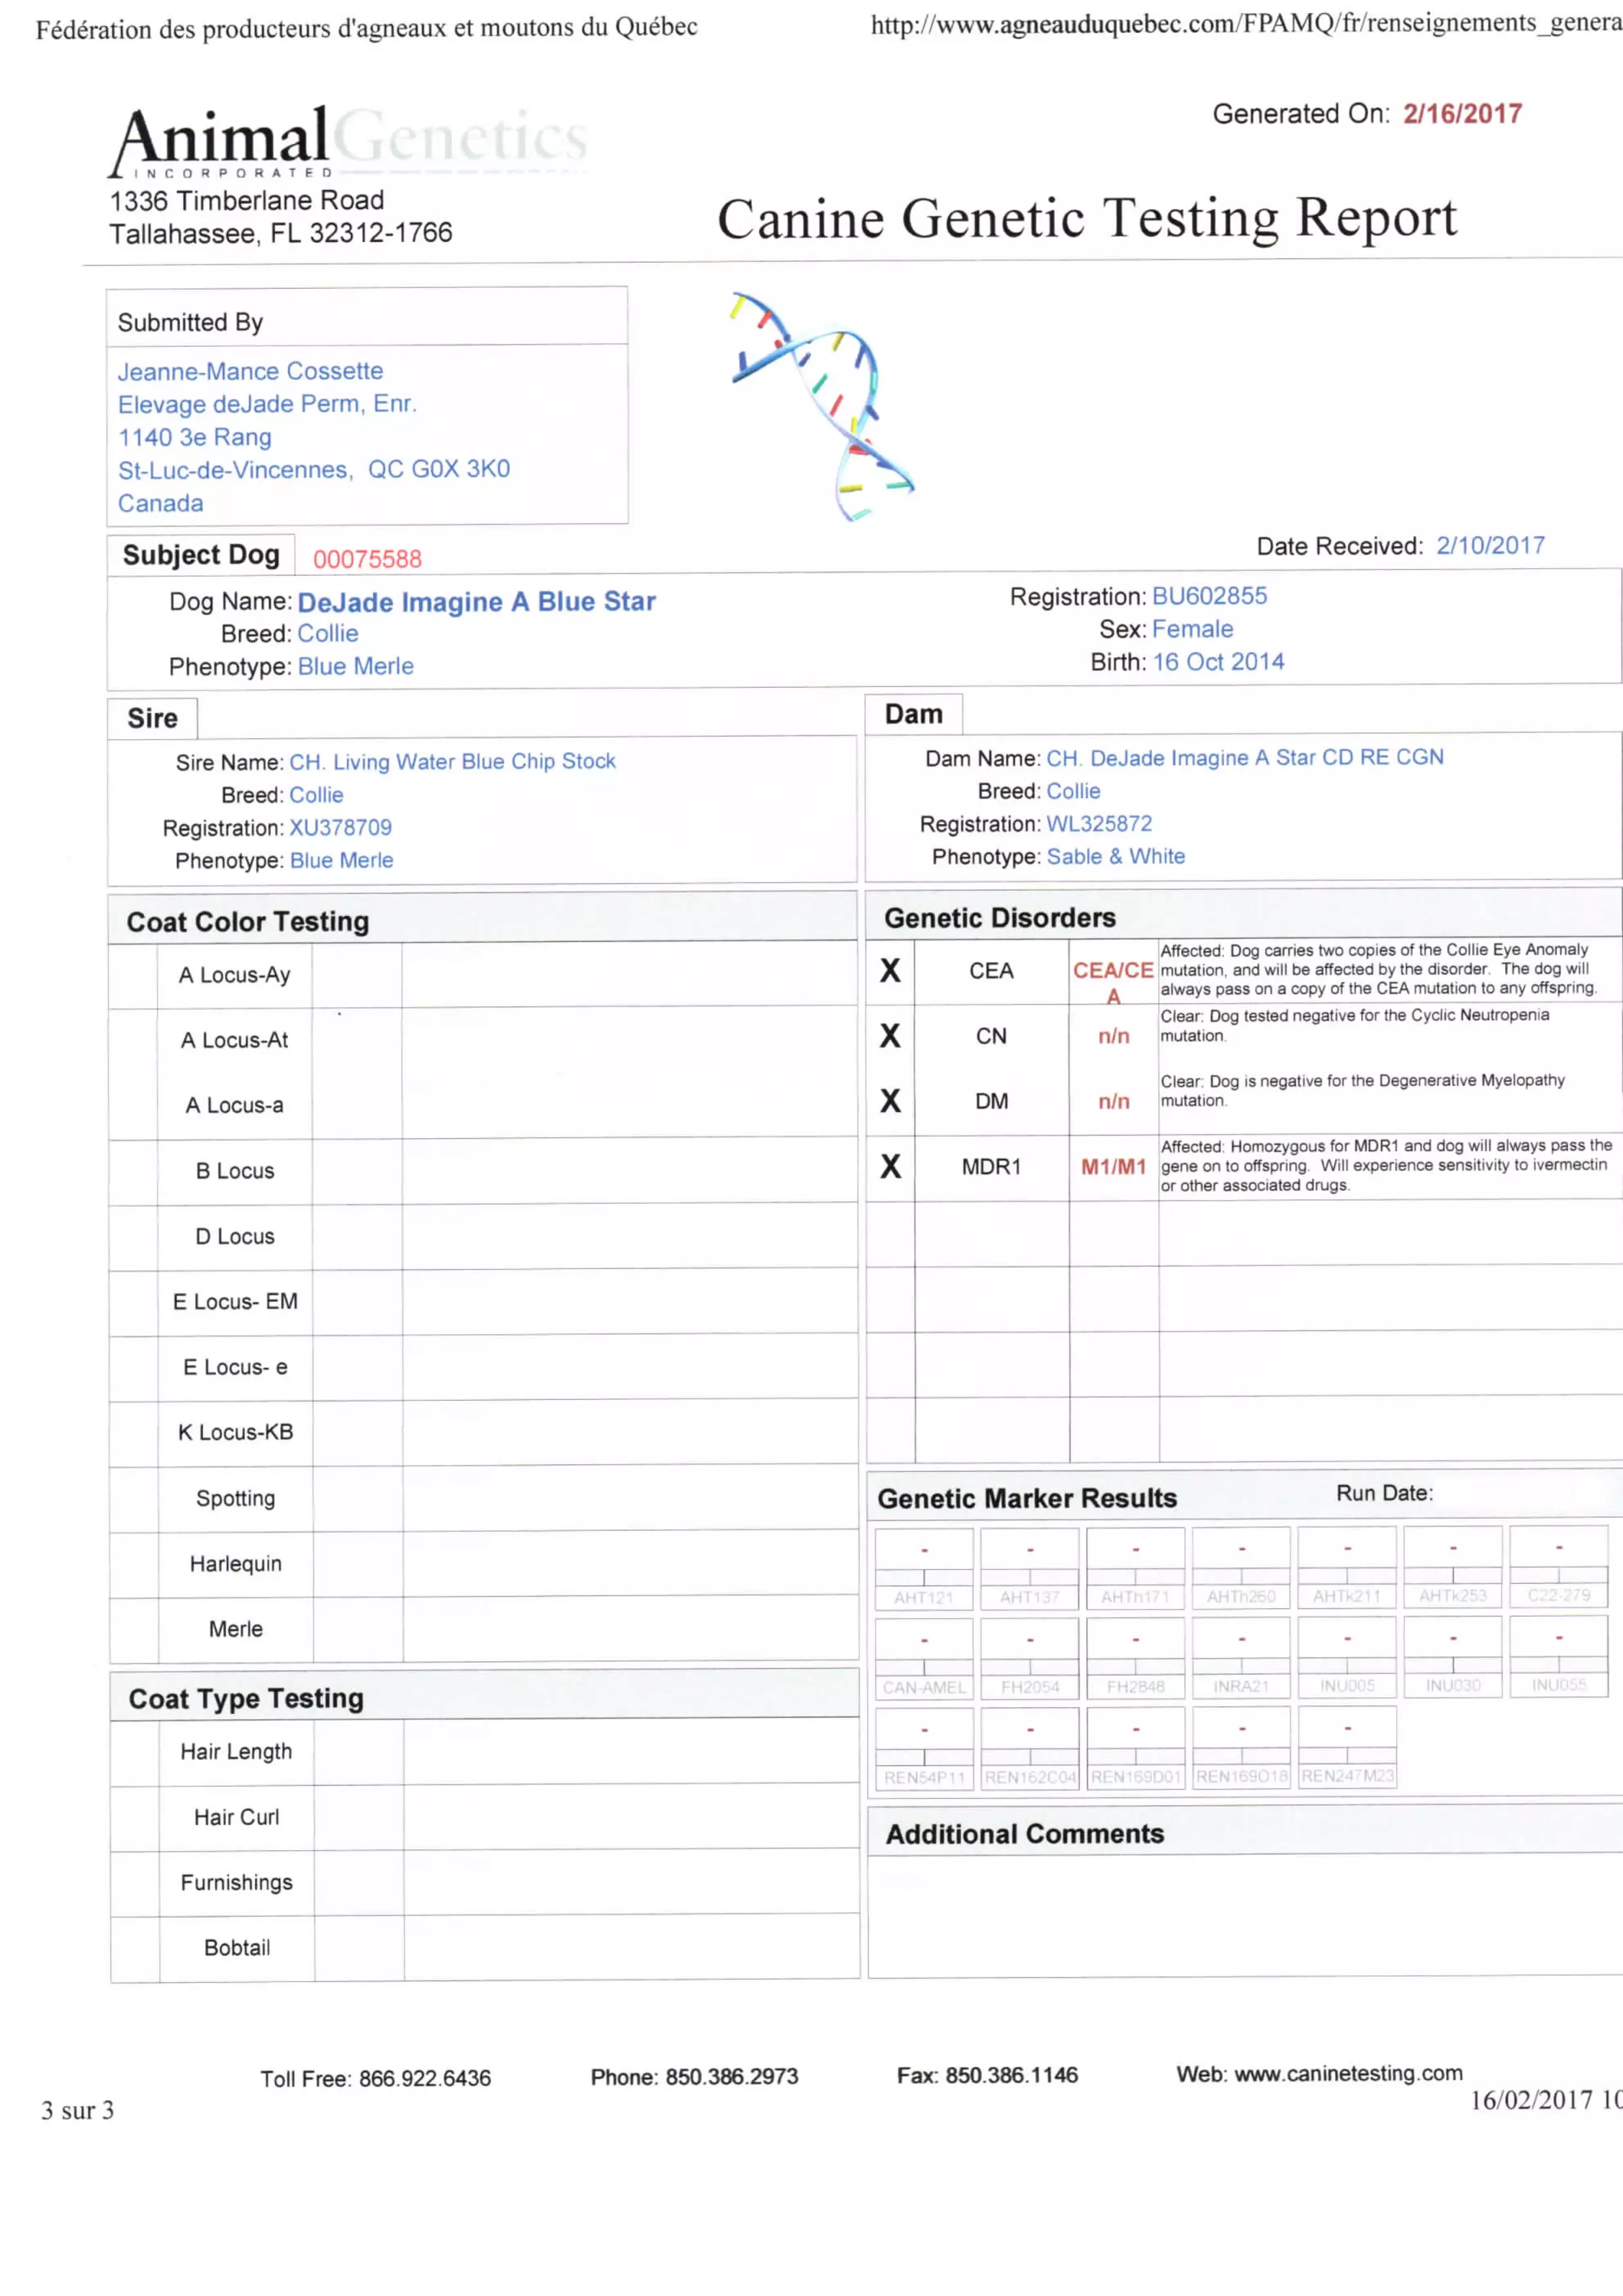 Fédération des producteurs d'agneaux et moutons du Québec
http://www.agneauduquebec.com/FPAMQ/fr/renseignements_genera
Animal Genetics
INCORPORATED
1336 Timberlane Road
Tallahassee, FL 32312-1766
Generated On: 2/16/2017
Canine Genetic Testing Report
Submitted By
Jeanne-Mance Cossette
Elevage deJade Perm, Enr.
1140 3e Rang
St-Luc-de-Vincennes, QC G0X 3K0
Canada
Subject Dog 00075588
Date Received: 2/10/2017
Dog Name: DeJade Imagine A Blue Star
Breed: Collie
Phenotype: Blue Merle
Registration: BU602855
Sex: Female
Birth: 16 Oct 2014
Sire
Sire Name: CH. Living Water Blue Chip Stock
Breed: Collie
Registration: XU378709
Phenotype: Blue Merle
Dam
Dam Name: CH. DeJade Imagine A Star CD RE CGN
Breed: Collie
Registration: WL325872
Phenotype: Sable & White
Coat Color Testing
A Locus-Ay
A Locus-At
A Locus-a
B Locus
D Locus
E Locus- EM
E Locus- e
K Locus-KB
Spotting
Harlequin
Merle
Coat Type Testing
Hair Length
Hair Curl
Furnishings
Bobtail
Genetic Disorders
X CEA CEA/CE
A
Affected: Dog carries two copies of the Collie Eye Anomaly
mutation, and will be affected by the disorder. The dog will
always pass on a copy of the CEA mutation to any offspring.
X CN n/n
Clear: Dog tested negative for the Cyclic Neutropenia
mutation.
X DM n/n
Clear: Dog is negative for the Degenerative Myelopathy
mutation.
X MDR1 M1/M1
Affected: Homozygous for MDR1 and dog will always pass the
gene on to offspring. Will experience sensitivity to ivermectin
or other associated drugs.
Genetic Marker Results Run Date:
- - - - - - -
AHT121 AHT137 AHTh171 AHTh260 AHTk211 AHTk253 C22-279
- - - - - - -
CAN-AMEL FH2054 FH2848 INRA21 INU005 INU030 INU055
- - - - -
REN54P11 REN162C04 REN169D01 REN169O18 REN247M23
Additional Comments
Toll Free: 866.922.6436 Phone: 850.386.2973 Fax: 850.386.1146 Web: www.caninetesting.com
3 sur 3
16/02/2017 10